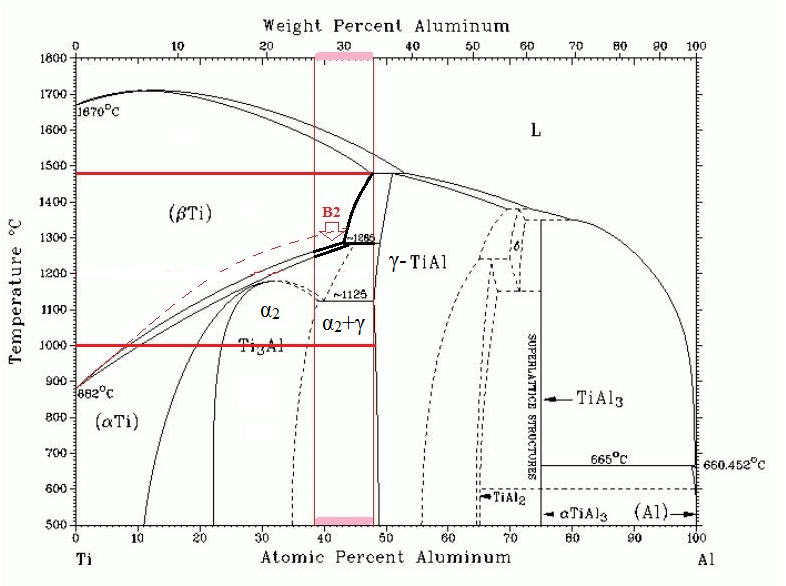 Weight Percent Aluminum
0 10 20 30 40 50 60 70 80 90 100
1800
1700
1670°C
1600
L
1500
1400
(βTi)
B2
1300
~1285
δ
γ-TiAl
1200
~1125
1100
α2
α2+γ
1000
Ti3Al
900
882°C
SUPERLATTICE STRUCTURES
TiAl3
800
(αTi)
700
665°C
660.452°C
600
TiAl2
αTiAl3
(Al)
500
Temperature °C
0 10 20 30 40 50 60 70 80 90 100
Ti
Atomic Percent Aluminum
Al